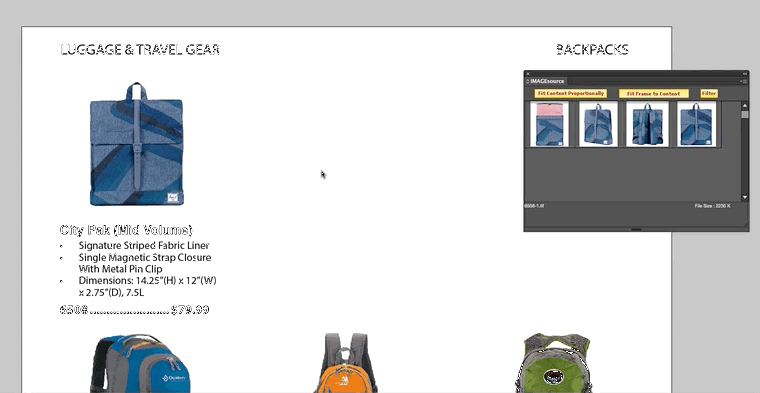 LUGGAGE & TRAVEL GEAR
BACKPACKS
IMAGEsource
Fit Content Proportionally
Fit Frame to Content
Filter
6508-1.tif
File Size : 2236 K
City Pak (Mid Volume)
• Signature Striped Fabric Liner
• Single Magnetic Strap Closure
With Metal Pin Clip
• Dimensions: 14.25"(H) x 12"(W)
x 2.75"(D), 7.5L
6508 ........................... $79.99